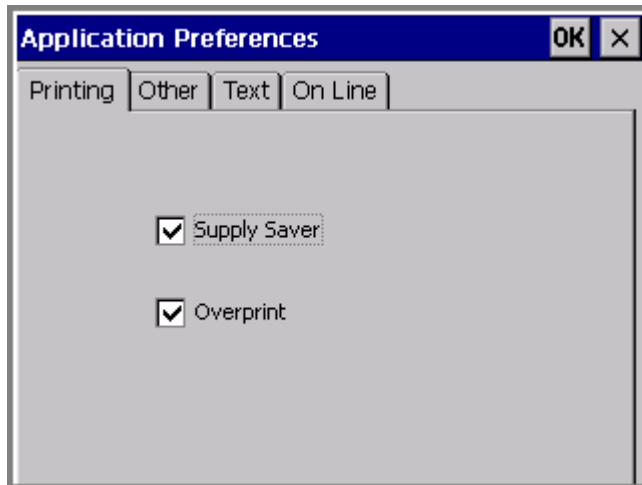 Application Preferences OK ×
Printing Other Text On Line
Supply Saver
Overprint